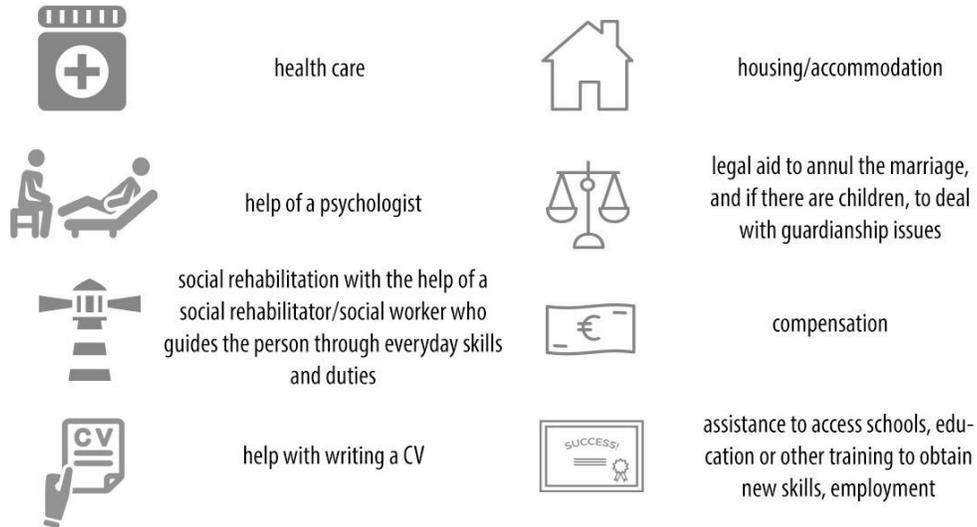 health care
housing/accommodation
help of a psychologist
legal aid to annul the marriage,
and if there are children, to deal
with guardianship issues
social rehabilitation with the help of a
social rehabilitator/social worker who
guides the person through everyday skills
and duties
€
compensation
CV
help with writing a CV
SUCCESS!
assistance to access schools, edu-
cation or other training to obtain
new skills, employment